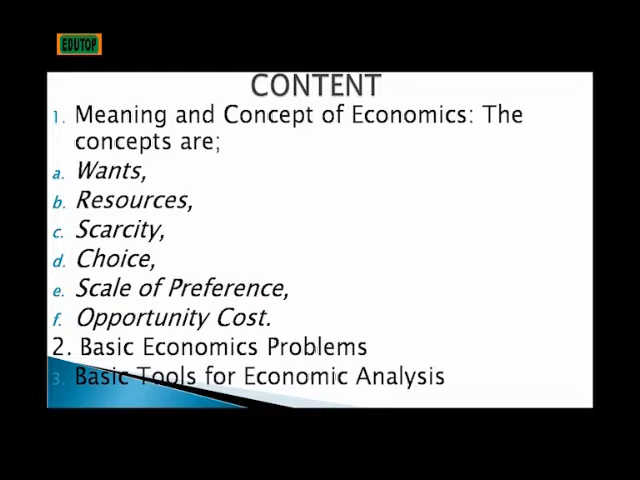 EDUTOP
CONTENT
1. Meaning and Concept of Economics: The
concepts are;
a. Wants,
b. Resources,
c. Scarcity,
d. Choice,
e. Scale of Preference,
f. Opportunity Cost.
2. Basic Economics Problems
3. Basic Tools for Economic Analysis